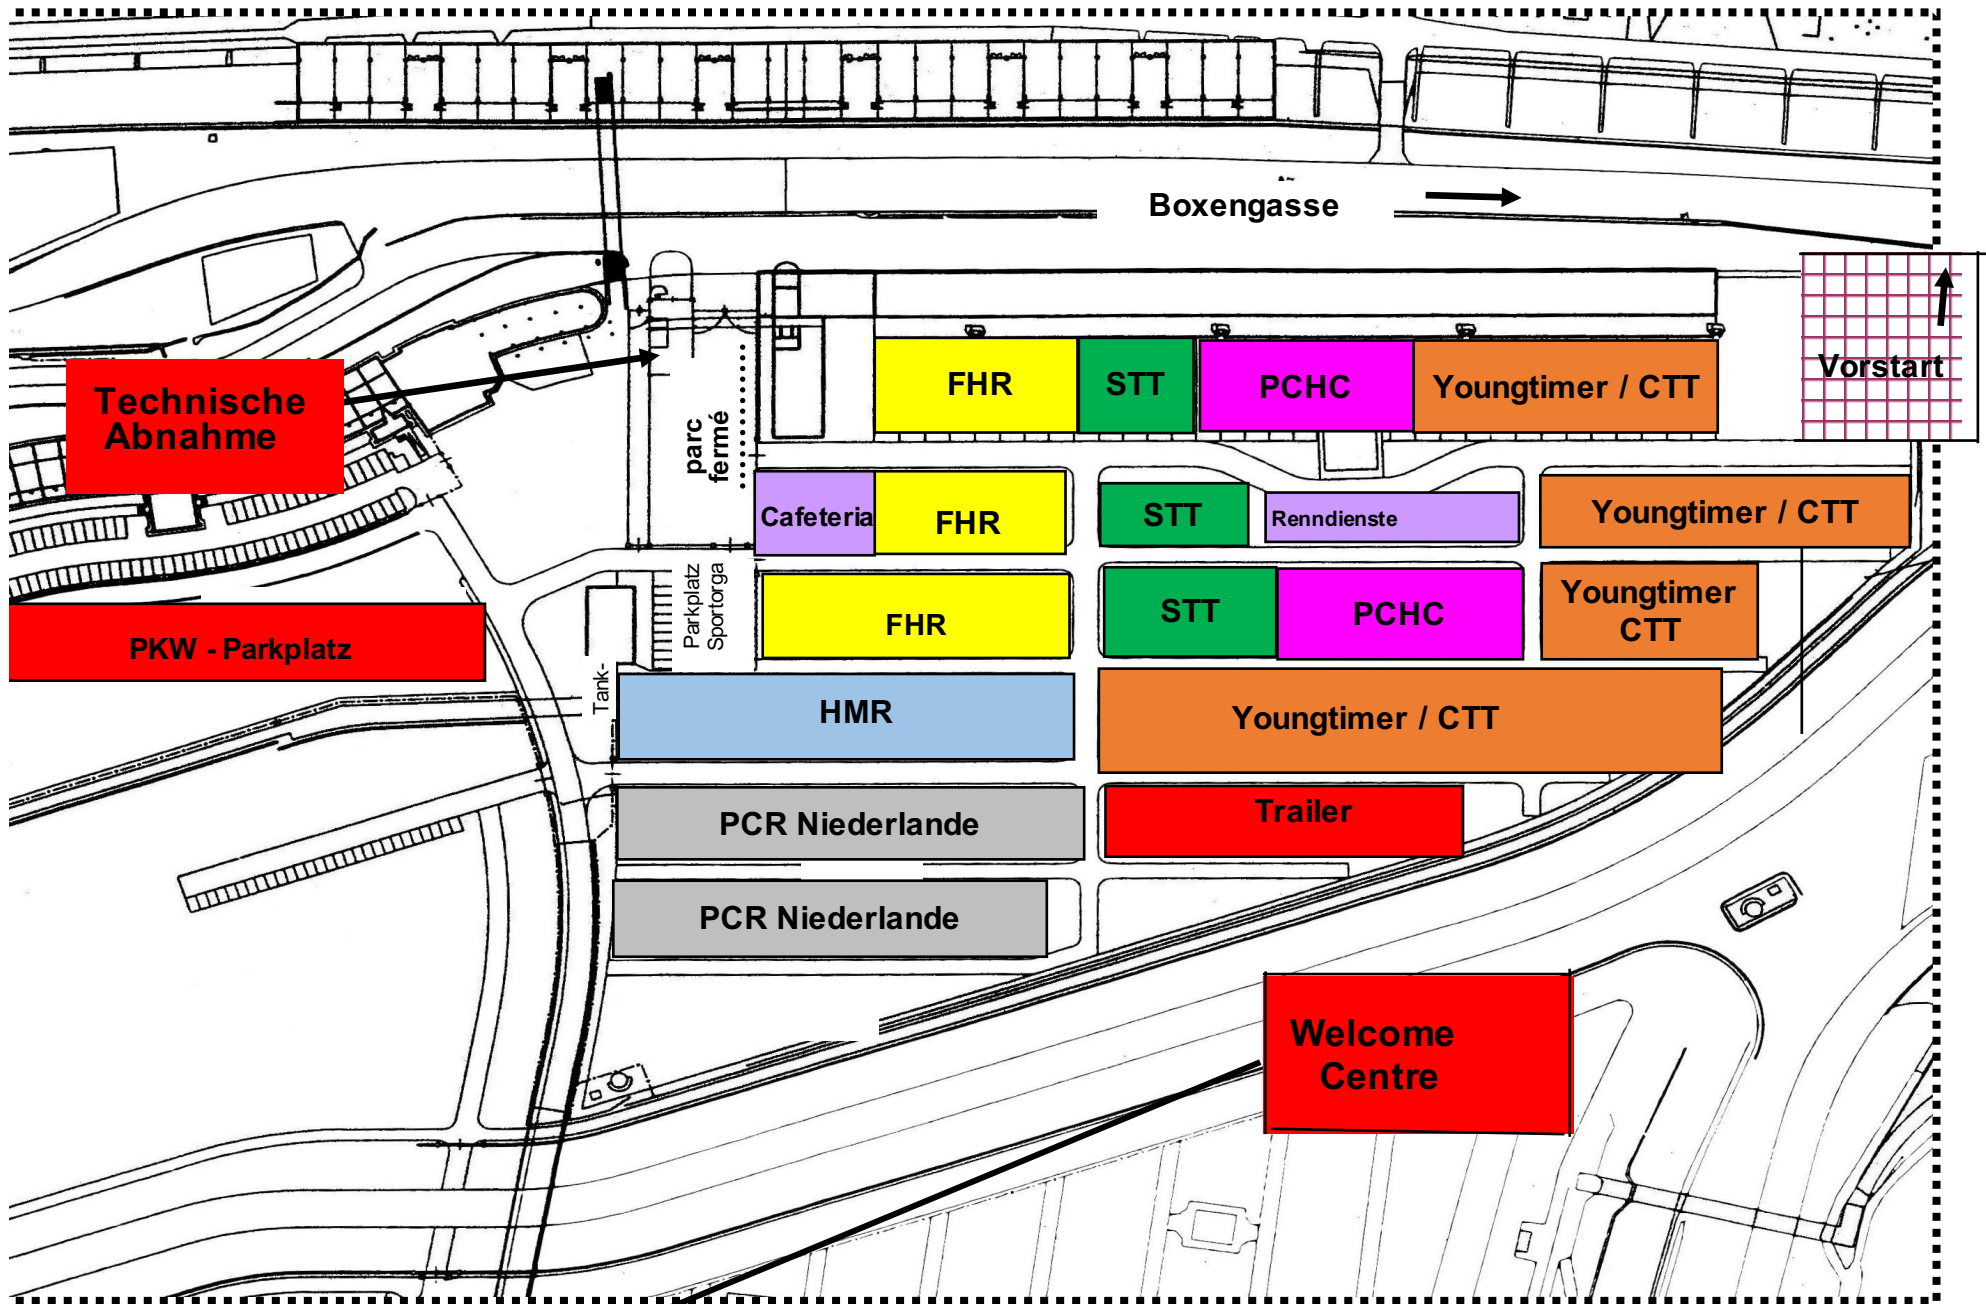 Boxengasse
Vorstart
Technische
Abnahme
parc
fermé
FHR
STT
PCHC
Youngtimer / CTT
Cafeteria
FHR
STT
Renndienste
Youngtimer / CTT
Parkplatz
Sportorga
FHR
STT
PCHC
Youngtimer
CTT
PKW - Parkplatz
Tank-
HMR
Youngtimer / CTT
PCR Niederlande
Trailer
PCR Niederlande
Welcome
Centre